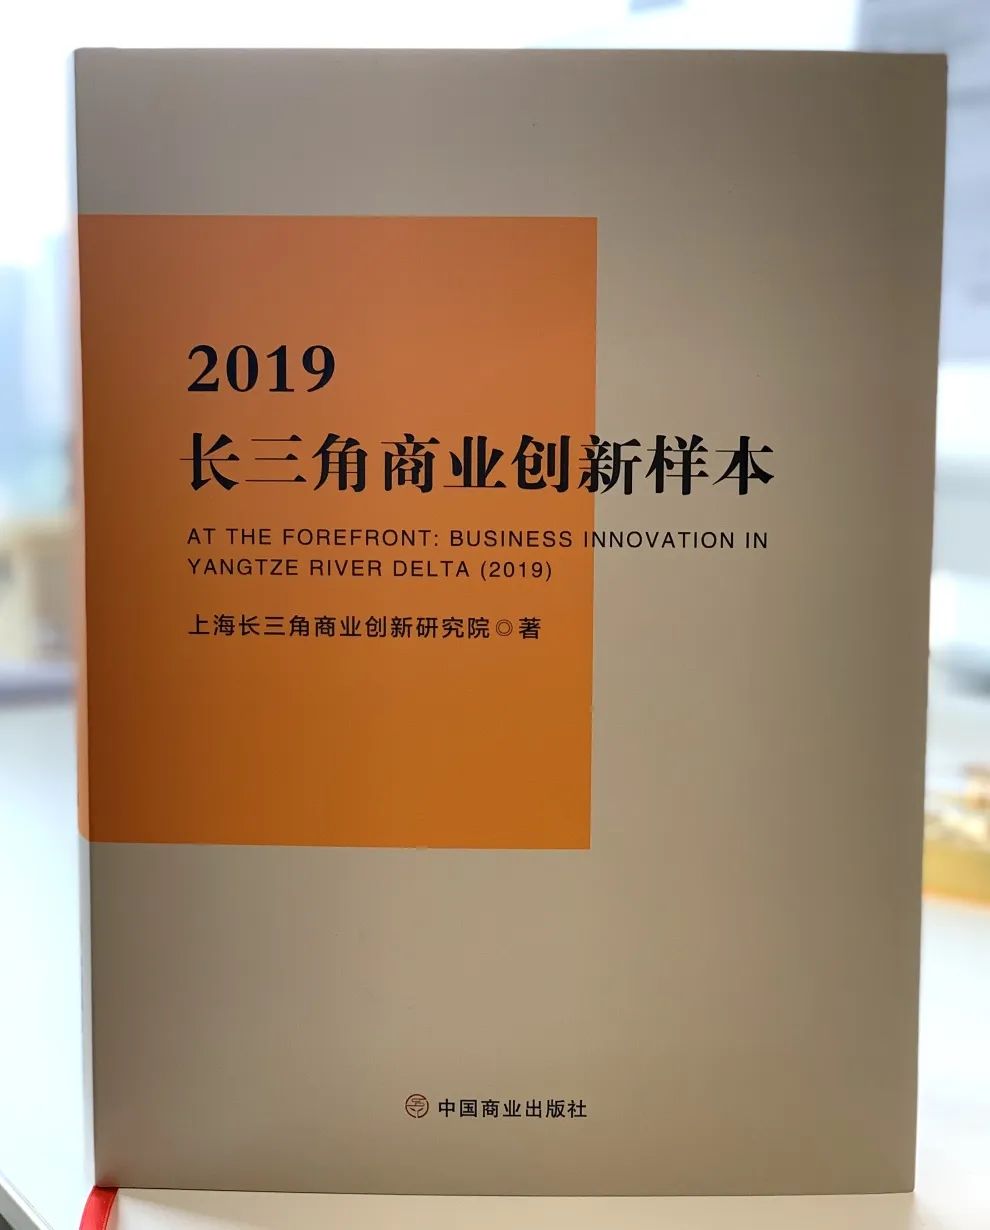 2019
长三角商业创新样本
AT THE FOREFRONT: BUSINESS INNOVATION IN
YANGTZE RIVER DELTA (2019)
上海长三角商业创新研究院◎著
中国商业出版社